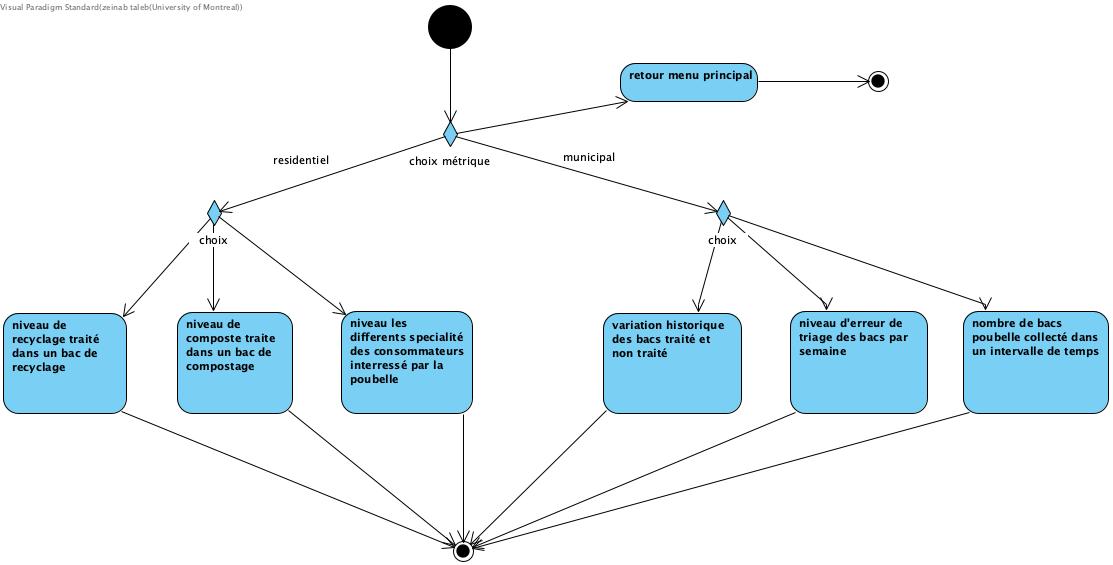 Visual Paradigm Standard(zeinab taleb(University of Montreal))
retour menu principal
choix métrique
residentiel
municipal
choix
choix
niveau de
recyclage traité
dans un bac de
recyclage
niveau de
composte traite
dans un bac de
compostage
niveau les
differents specialité
des consommateurs
interressé par la
poubelle
variation historique
des bacs traité et
non traité
niveau d'erreur de
triage des bacs par
semaine
nombre de bacs
poubelle collecté dans
un intervalle de temps